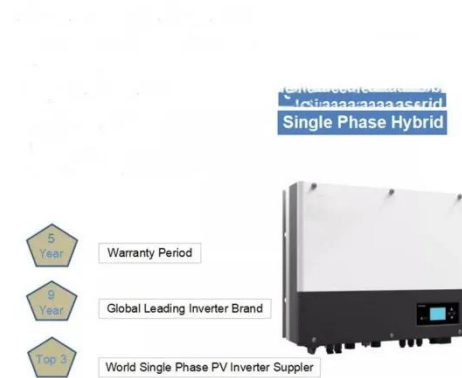 Single Phase Hybrid
5
Year
Warranty Period
9
Year
Global Leading Inverter Brand
Top 3
World Single Phase PV Inverter Suppler